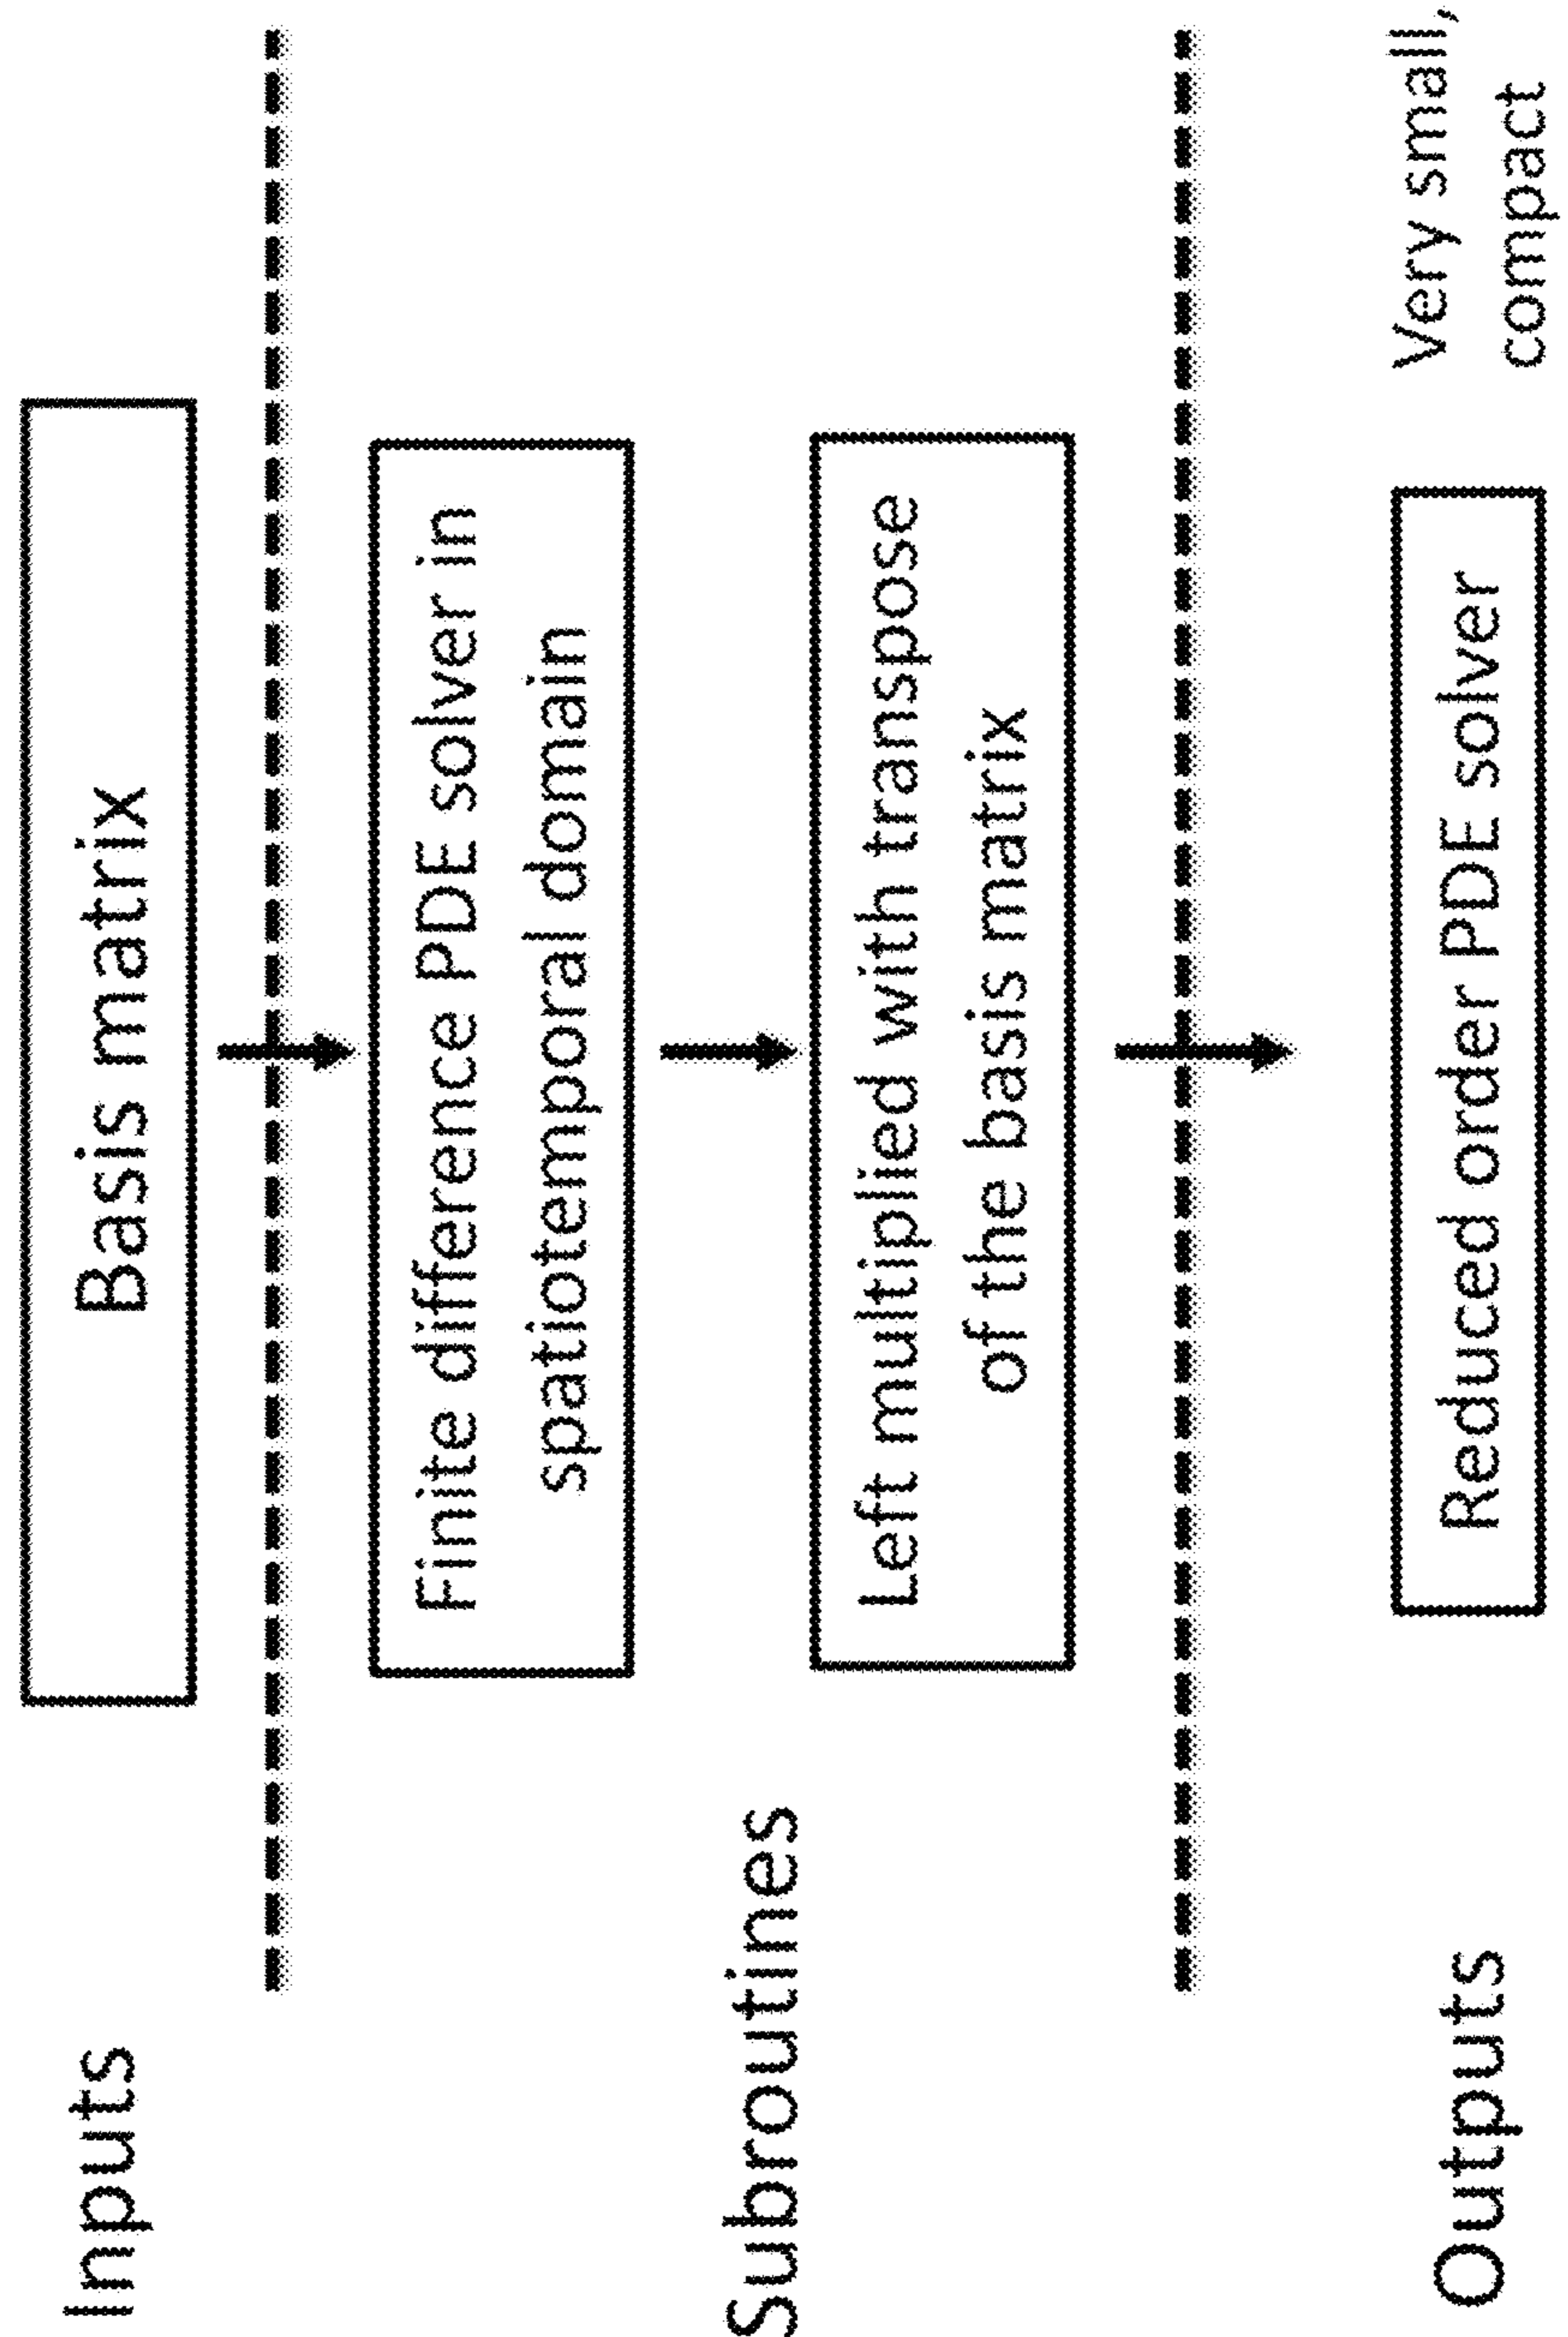 Inputs
Basis matrix
Subroutines
Finite difference PDE solver in
spatiotemporal domain
Left multiplied with transpose
of the basis matrix
Outputs
Reduced order PDE solver
Very small,
compact